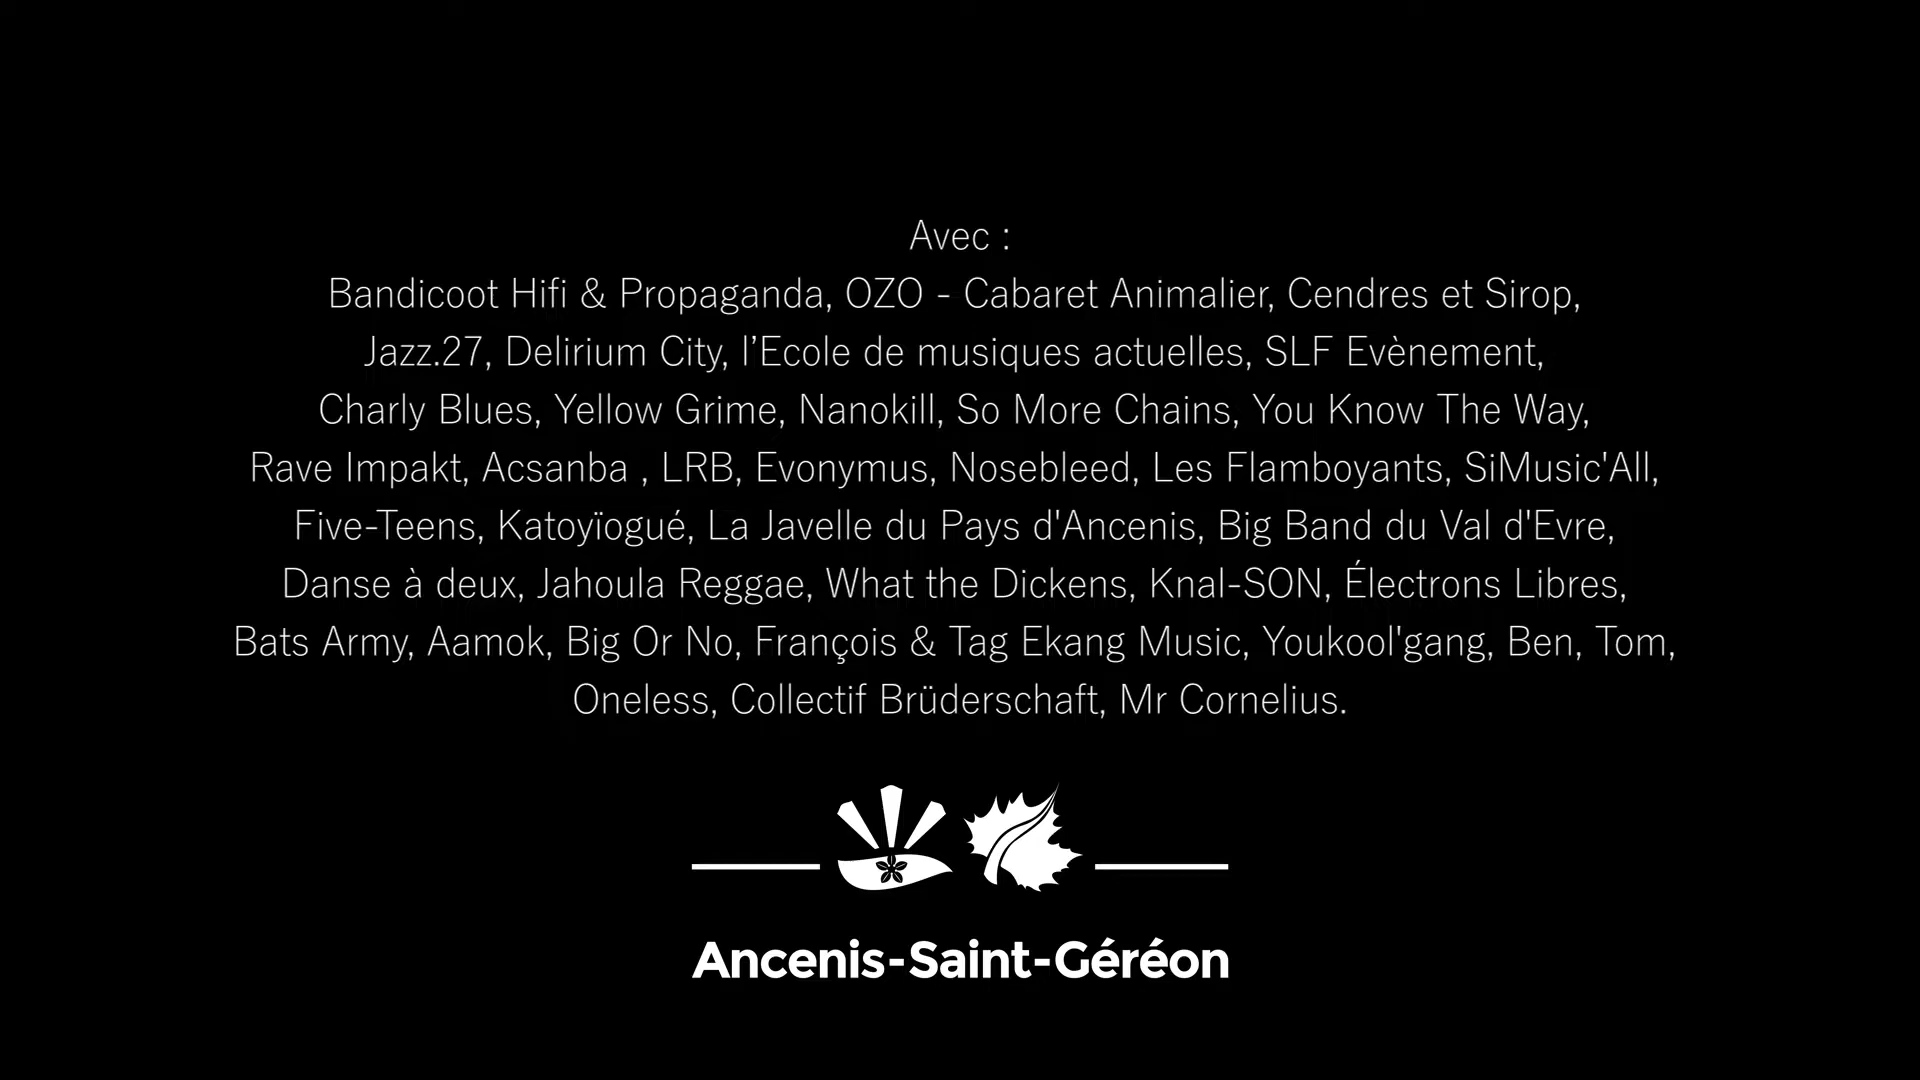 Avec :
Bandicoot Hifi & Propaganda, OZO - Cabaret Animalier, Cendres et Sirop,
Jazz.27, Delirium City, l’Ecole de musiques actuelles, SLF Evènement,
Charly Blues, Yellow Grime, Nanokill, So More Chains, You Know The Way,
Rave Impakt, Acsanba , LRB, Evonymus, Nosebleed, Les Flamboyants, SiMusic'All,
Five-Teens, Katoyïogué, La Javelle du Pays d'Ancenis, Big Band du Val d'Evre,
Danse à deux, Jahoula Reggae, What the Dickens, Knal-SON, Électrons Libres,
Bats Army, Aamok, Big Or No, François & Tag Ekang Music, Youkool'gang, Ben, Tom,
Oneless, Collectif Brüderschaft, Mr Cornelius.
Ancenis-Saint-Géréon